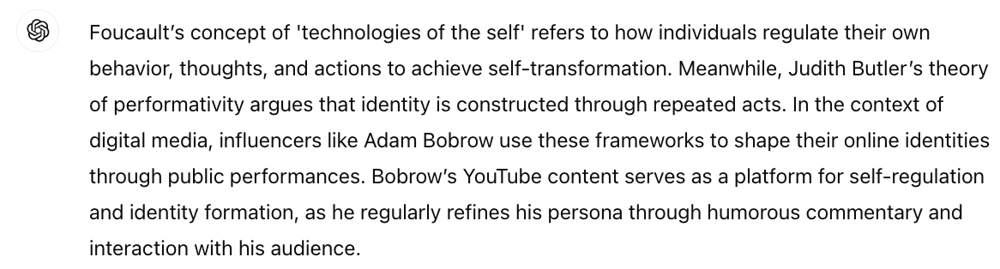 Foucault’s concept of 'technologies of the self' refers to how individuals regulate their own
behavior, thoughts, and actions to achieve self-transformation. Meanwhile, Judith Butler’s theory
of performativity argues that identity is constructed through repeated acts. In the context of
digital media, influencers like Adam Bobrow use these frameworks to shape their online identities
through public performances. Bobrow’s YouTube content serves as a platform for self-regulation
and identity formation, as he regularly refines his persona through humorous commentary and
interaction with his audience.